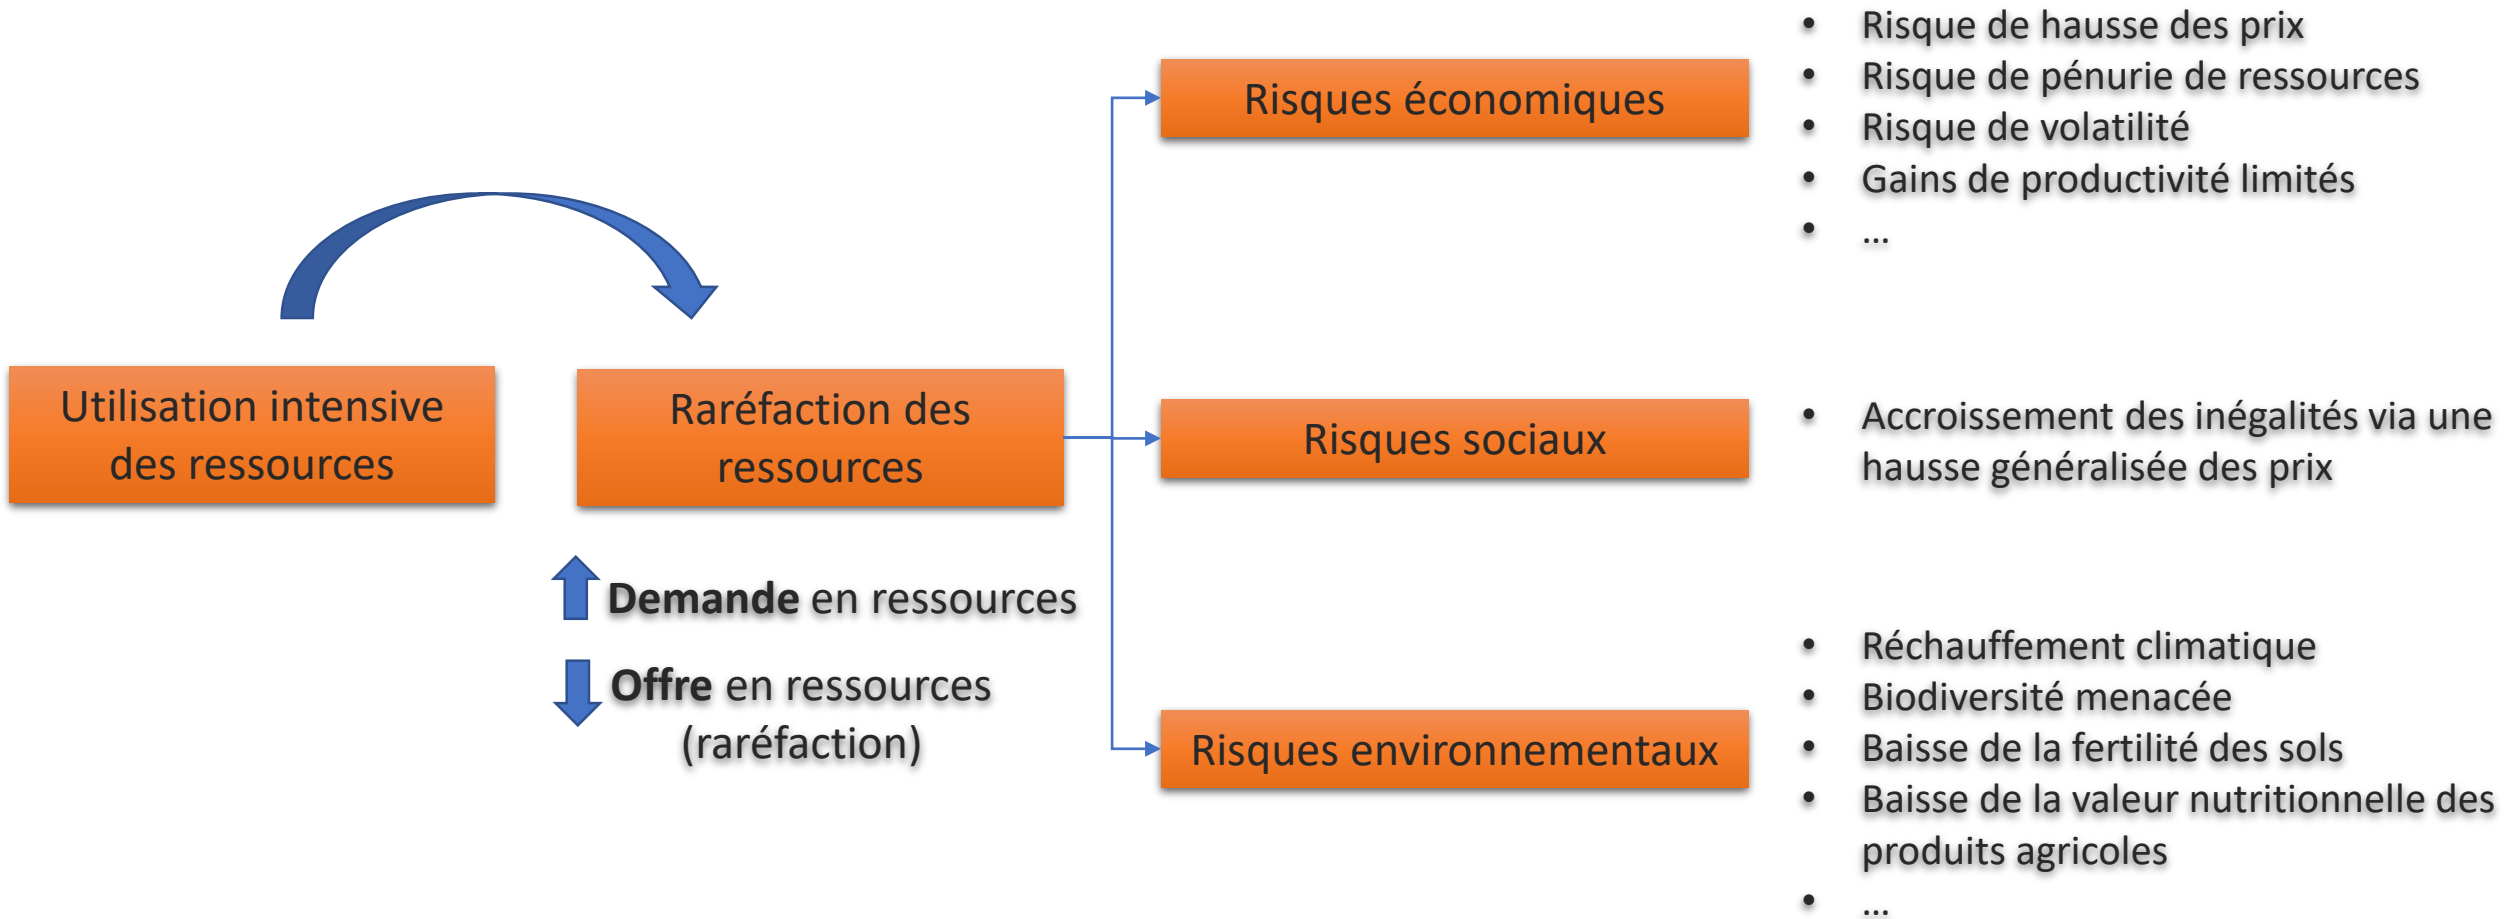 Utilisation intensive
des ressources
Raréfaction des
ressources
Demande en ressources
Offre en ressources
(raréfaction)
Risques économiques
• Risque de hausse des prix
• Risque de pénurie de ressources
• Risque de volatilité
• Gains de productivité limités
• ...
Risques sociaux
• Accroissement des inégalités via une
hausse généralisée des prix
Risques environnementaux
• Réchauffement climatique
• Biodiversité menacée
• Baisse de la fertilité des sols
• Baisse de la valeur nutritionnelle des
produits agricoles
• ...